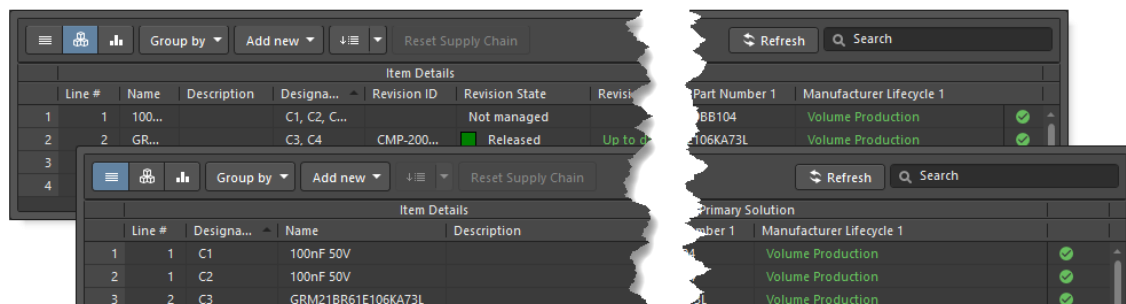 Group by Add new Reset Supply Chain Refresh Search
Item Details
Line # Name Description Designa... Revision ID Revision State Revisi Part Number 1 Manufacturer Lifecycle 1
1 1 100... C1, C2, C... Not managed BB104 Volume Production
2 2 GR... C3, C4 CMP-200... Released Up to d 106KA73L Volume Production
3
4
Group by Add new Reset Supply Chain Refresh Search
Item Details Primary Solution
Line # Designa... Name Description mber 1 Manufacturer Lifecycle 1
1 1 C1 100nF 50V Volume Production
2 1 C2 100nF 50V Volume Production
3 2 C3 GRM21BR61E106KA73L Volume Production